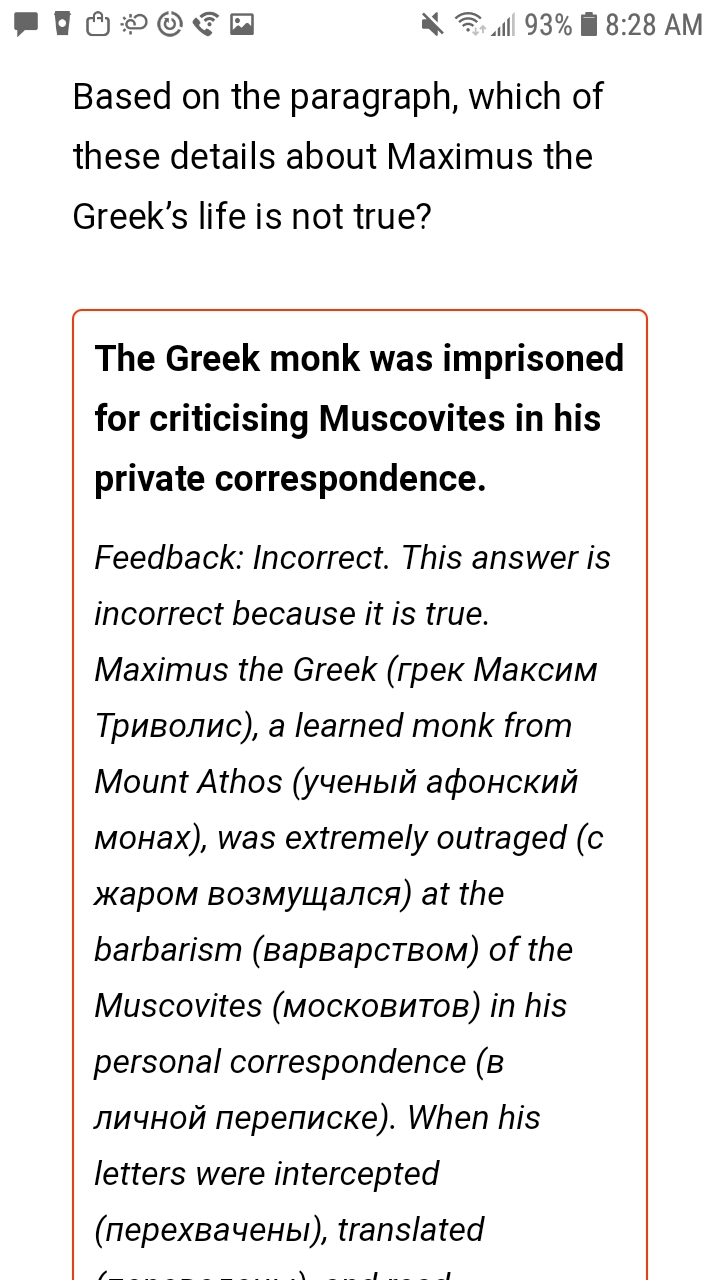 93% 8:28 AM
Based on the paragraph, which of
these details about Maximus the
Greek’s life is not true?
The Greek monk was imprisoned
for criticising Muscovites in his
private correspondence.
Feedback: Incorrect. This answer is
incorrect because it is true.
Maximus the Greek (грек Максим
Триволис), a learned monk from
Mount Athos (ученый афонский
монах), was extremely outraged (с
жаром возмущался) at the
barbarism (варварством) of the
Muscovites (московитов) in his
personal correspondence (в
личной переписке). When his
letters were intercepted
(перехвачены), translated